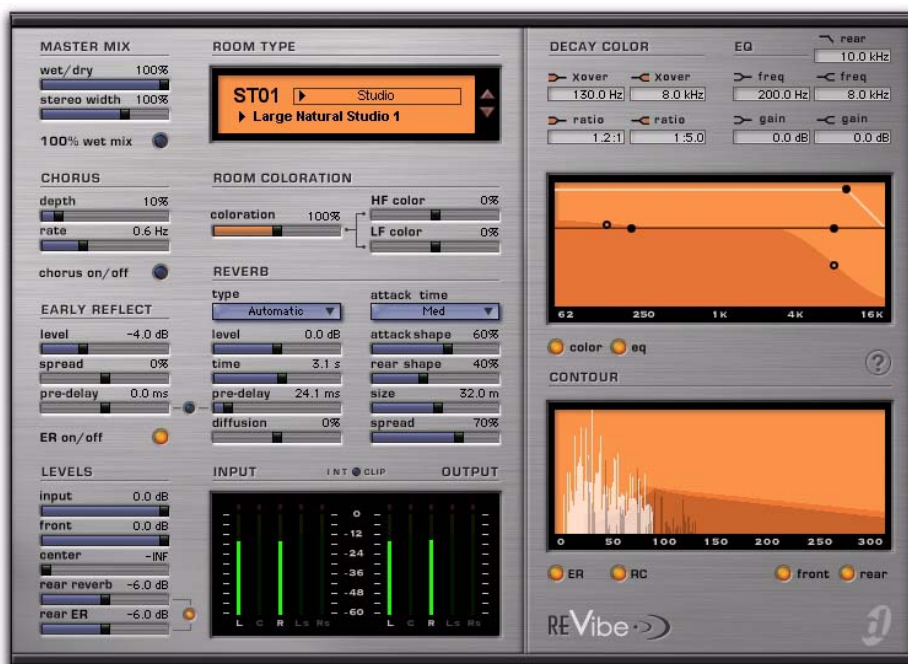 MASTER MIX
wet/dry 100%
stereo width 100%
100% wet mix
CHORUS
depth 10%
rate 0.6 Hz
chorus on/off
EARLY REFLECT
level -4.0 dB
spread 0%
pre-delay 0.0 ms
ER on/off
LEVELS
input 0.0 dB
front 0.0 dB
center -INF
rear reverb -6.0 dB
rear ER -6.0 dB
ROOM TYPE
ST01 Studio
Large Natural Studio 1
ROOM COLORATION
coloration 100%
HF color 0%
LF color 0%
REVERB
type
Automatic
attack time
Med
level 0.0 dB
attack shape 60%
time 3.1 s
rear shape 40%
pre-delay 24.1 ms
size 32.0 m
diffusion 0%
spread 70%
INPUT INT CLIP OUTPUT
0
-12
-24
-36
-48
-60
L C R Ls Rs L C R Ls Rs
DECAY COLOR
Xover Xover
130.0 Hz 8.0 kHz
ratio ratio
1.2:1 1:5.0
EQ
rear
10.0 kHz
freq freq
200.0 Hz 8.0 kHz
gain gain
0.0 dB 0.0 dB
62 250 1K 4K 16K
color eq
?
CONTOUR
0 50 100 150 200 250 300
ER RC front rear
REVibe